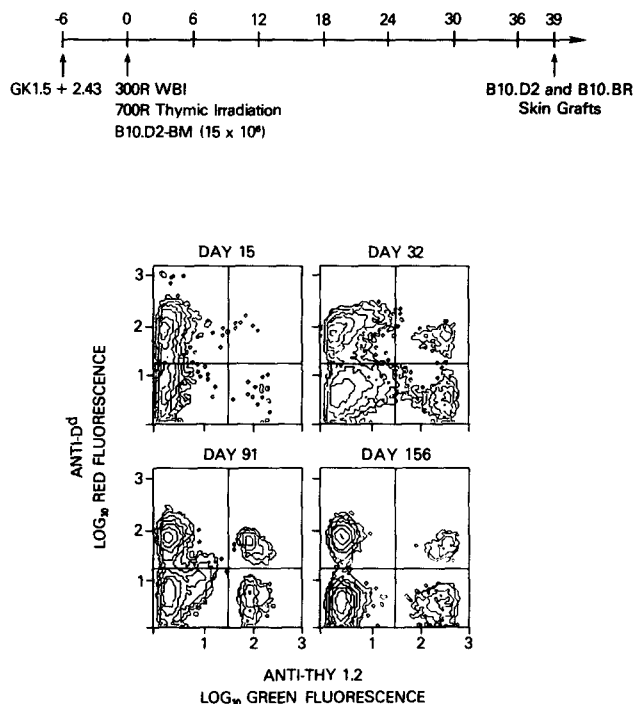 -6 0 6 12 18 24 30 36 39
GK1.5 + 2.43
300R WBI
700R Thymic Irradiation
B10.D2-BM (15 x 10⁶)
B10.D2 and B10.BR
Skin Grafts
DAY 15
DAY 32
3
2
1
DAY 91
DAY 156
3
2
1
1 2 3
1 2 3
ANTI-Dᵈ
LOG₁₀ RED FLUORESCENCE
ANTI-THY 1.2
LOG₁₀ GREEN FLUORESCENCE